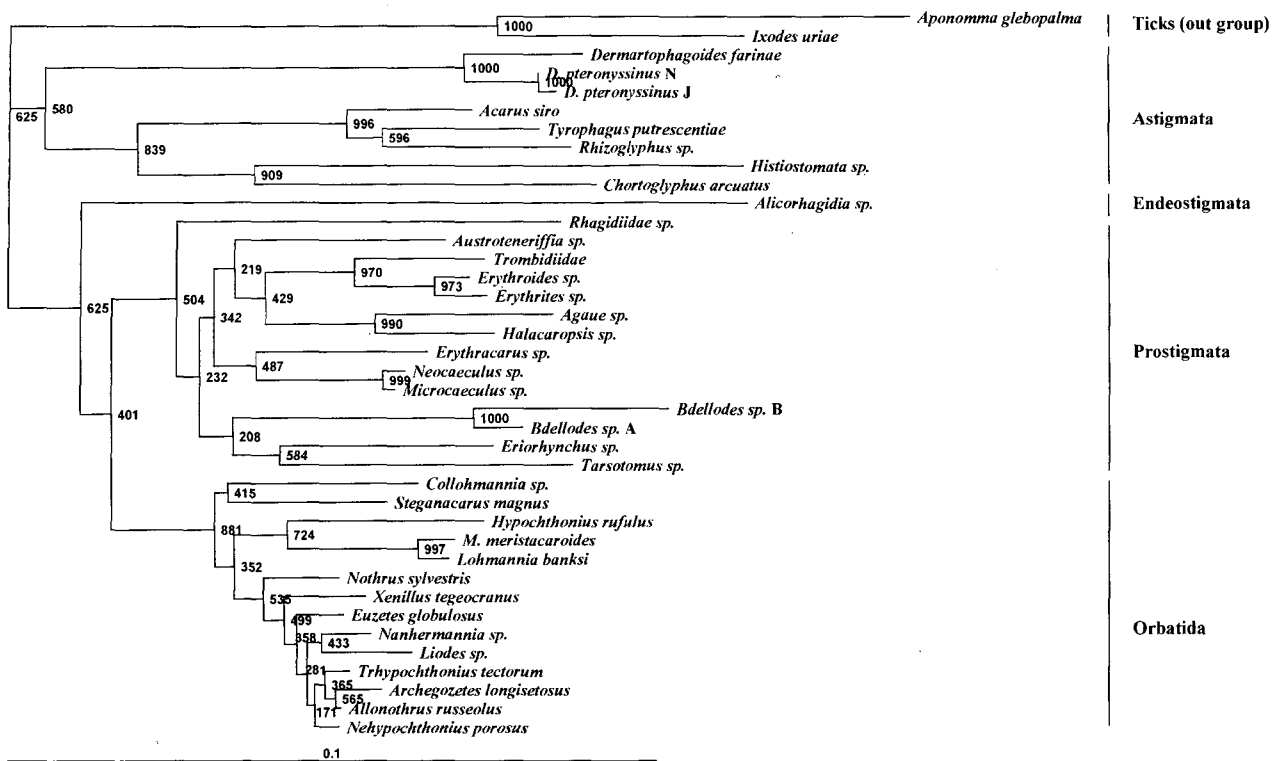 Aponomma glebopalma
1000
Ticks (out group)
Ixodes uriae
Dermartophagoides farinae
1000
D. pteronyssinus N
1000
D. pteronyssinus J
625
580
Acarus siro
996
Tyrophagus putrescentiae
596
Astigmata
Rhizoglyphus sp.
839
Histiostomata sp.
909
Chortoglyphus arcuatus
Alicorhagidia sp.
Endeostigmata
Rhagidiidae sp.
Austroteneriffia sp.
219
Trombidiidae
970
Erythroides sp.
973
Erythrites sp.
429
504
625
342
Agaue sp.
990
Halacaropsis sp.
Erythracarus sp.
487
Prostigmata
Neocaeculus sp.
999
Microcaeculus sp.
232
401
Bdellodes sp. B
1000
Bdellodes sp. A
208
Eriorhynchus sp.
584
Tarsotomus sp.
Collohmannia sp.
415
Steganacarus magnus
881
Hypochthonius rufulus
724
M. meristacaroides
997
Lohmannia banksi
352
Nothrus sylvestris
535
Xenillus tegeocranus
499
Euzetes globulosus
358
Nanhermannia sp.
433
Liodes sp.
Orbatida
281
Trhypochthonius tectorum
365
Archegozetes longisetosus
565
Allonothrus russeolus
171
Nehypochthonius porosus
0.1